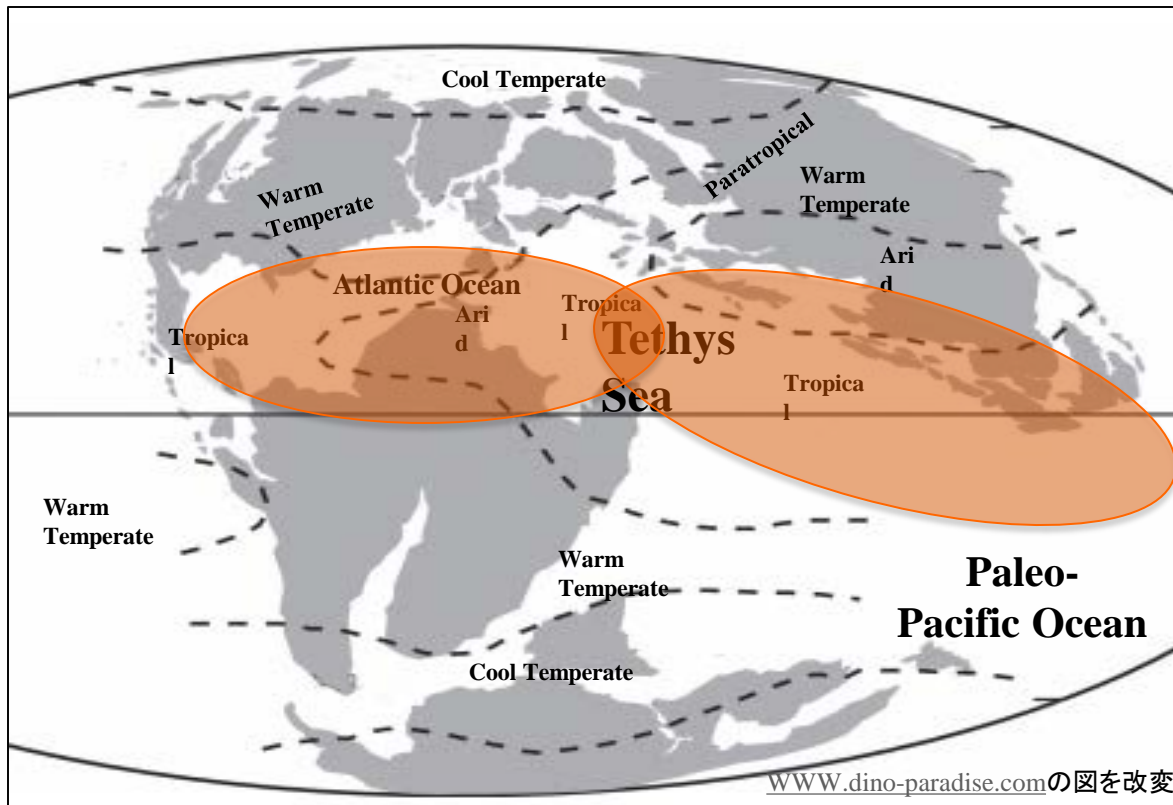 Cool Temperate
Paratropical
Warm
Temperate
Warm
Temperate
Ari
d
Atlantic Ocean
Ari
d
Tropica
l
Tropica
l
Tethys
Sea
Tropica
l
Warm
Temperate
Warm
Temperate
Paleo-
Pacific Ocean
Cool Temperate
WWW.dino-paradise.comの図を改変